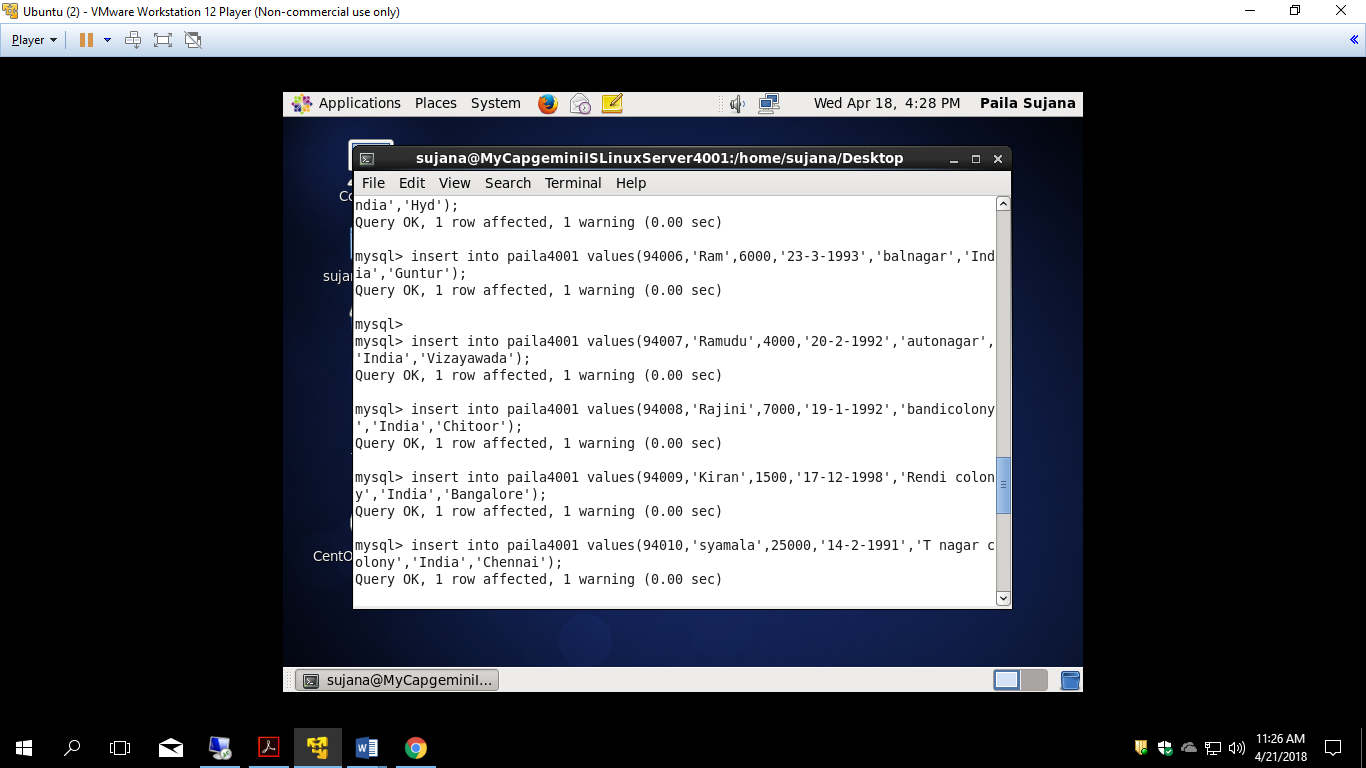 Ubuntu (2) - VMware Workstation 12 Player (Non-commercial use only)
Player
Applications Places System Wed Apr 18, 4:28 PM Paila Sujana
sujana@MyCapgeminiISLinuxServer4001:/home/sujana/Desktop
File Edit View Search Terminal Help
ndia','Hyd');
Query OK, 1 row affected, 1 warning (0.00 sec)
mysql> insert into paila4001 values(94006,'Ram',6000,'23-3-1993','balnagar','Ind
ia','Guntur');
Query OK, 1 row affected, 1 warning (0.00 sec)
mysql>
mysql> insert into paila4001 values(94007,'Ramudu',4000,'20-2-1992','autonagar',
'India','Vizayawada');
Query OK, 1 row affected, 1 warning (0.00 sec)
mysql> insert into paila4001 values(94008,'Rajini',7000,'19-1-1992','bandicolony
','India','Chitoor');
Query OK, 1 row affected, 1 warning (0.00 sec)
mysql> insert into paila4001 values(94009,'Kiran',1500,'17-12-1998','Rendi colon
y','India','Bangalore');
Query OK, 1 row affected, 1 warning (0.00 sec)
mysql> insert into paila4001 values(94010,'syamala',25000,'14-2-1991','T nagar c
olony','India','Chennai');
Query OK, 1 row affected, 1 warning (0.00 sec)
sujana@MyCapgeminiI...
11:26 AM
4/21/2018